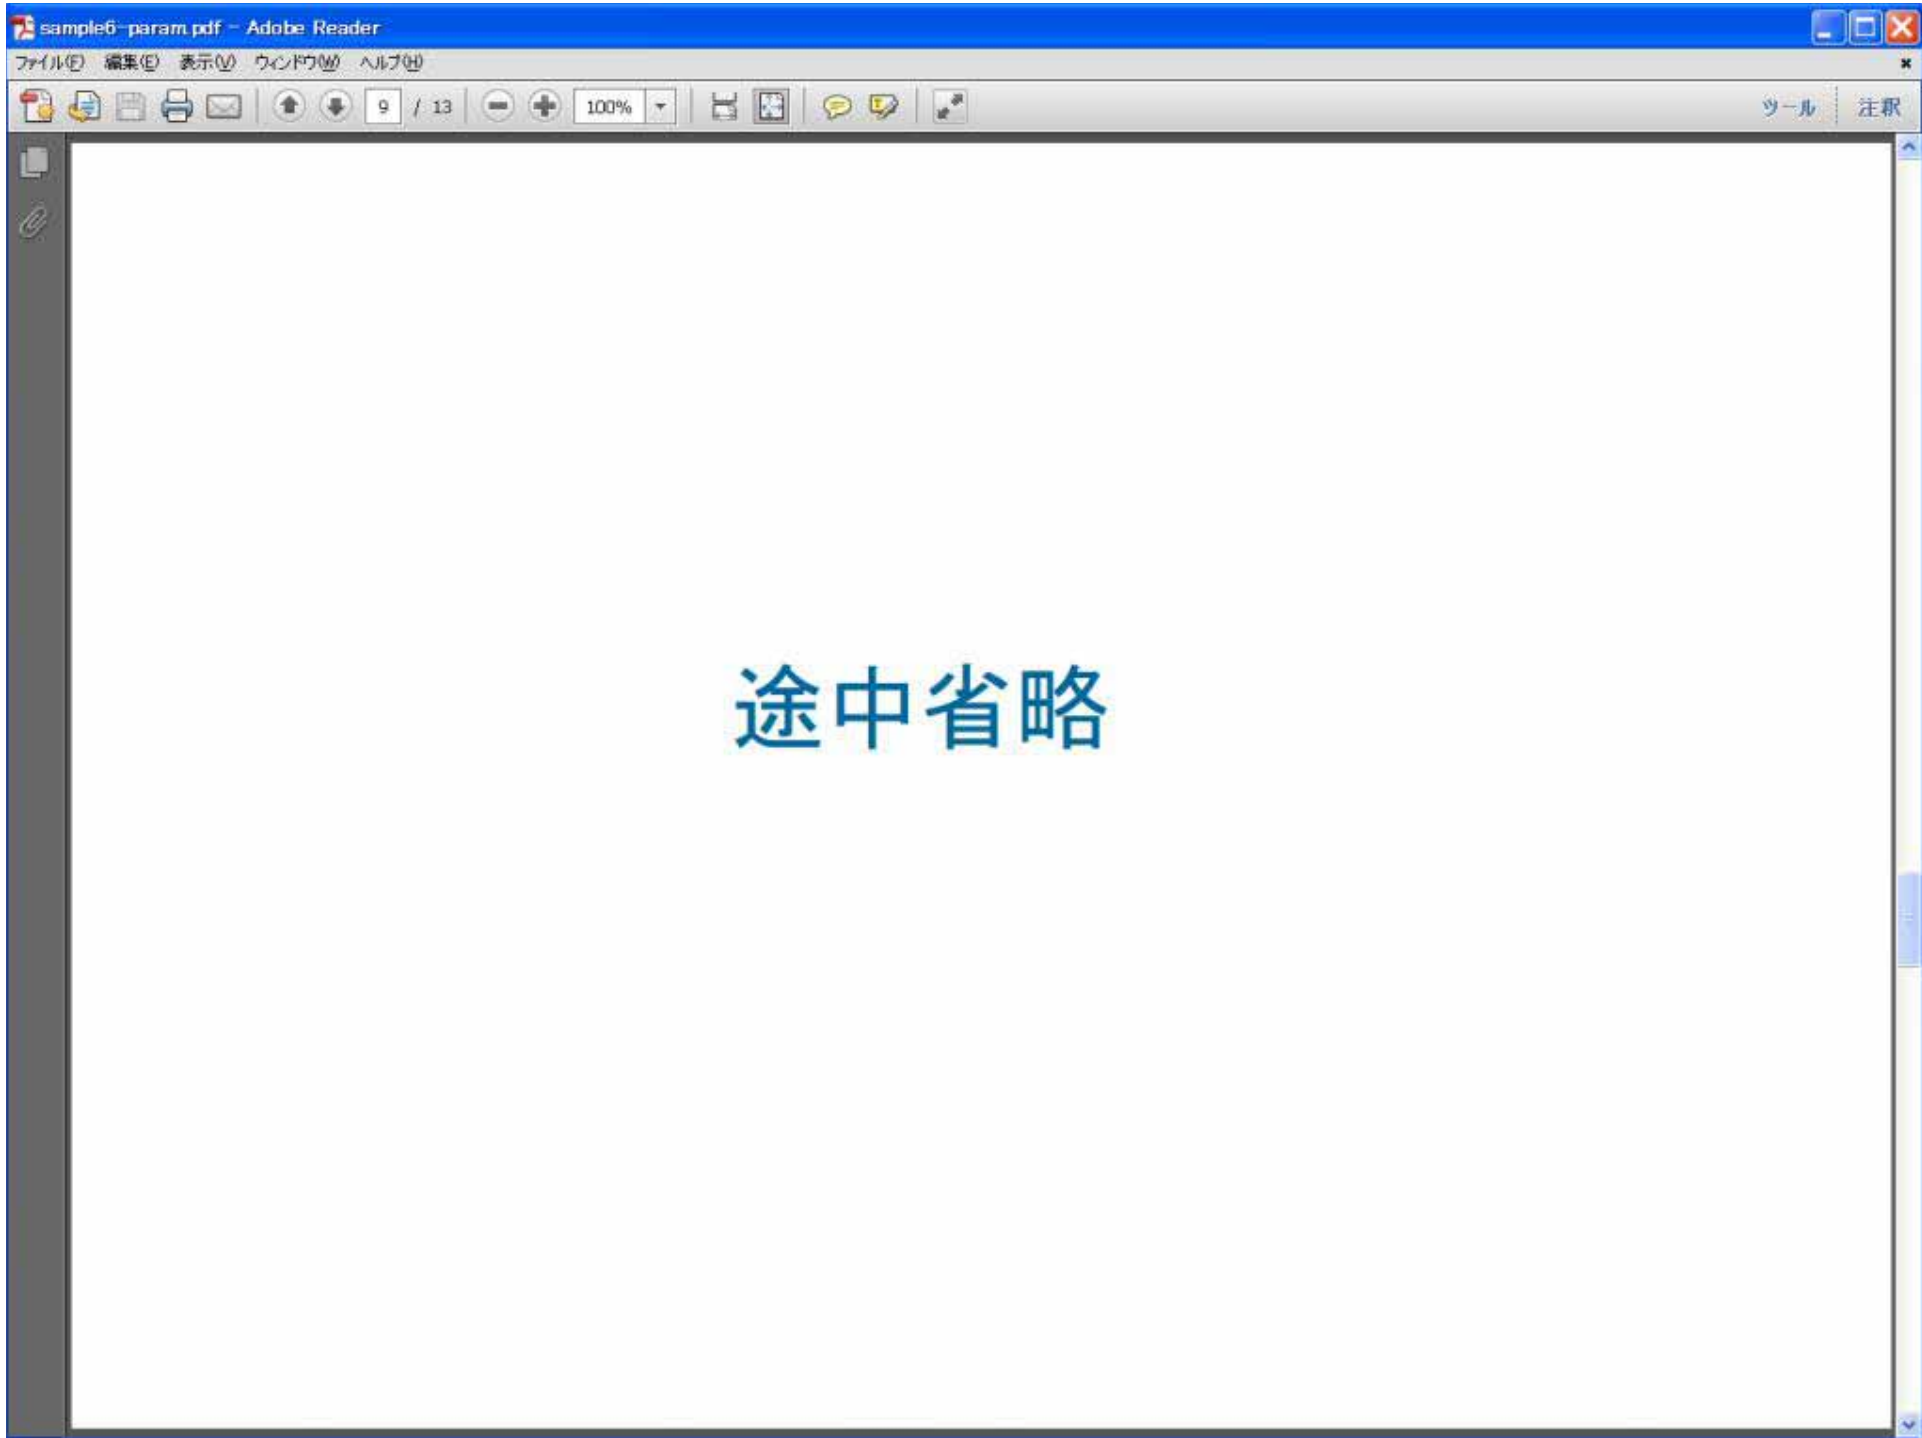 sample6-param.pdf - Adobe Reader
ファイル(F) 編集(E) 表示(V) ウィンドウ(W) ヘルプ(H)
9 / 13 100% ツール 注釈
途中省略